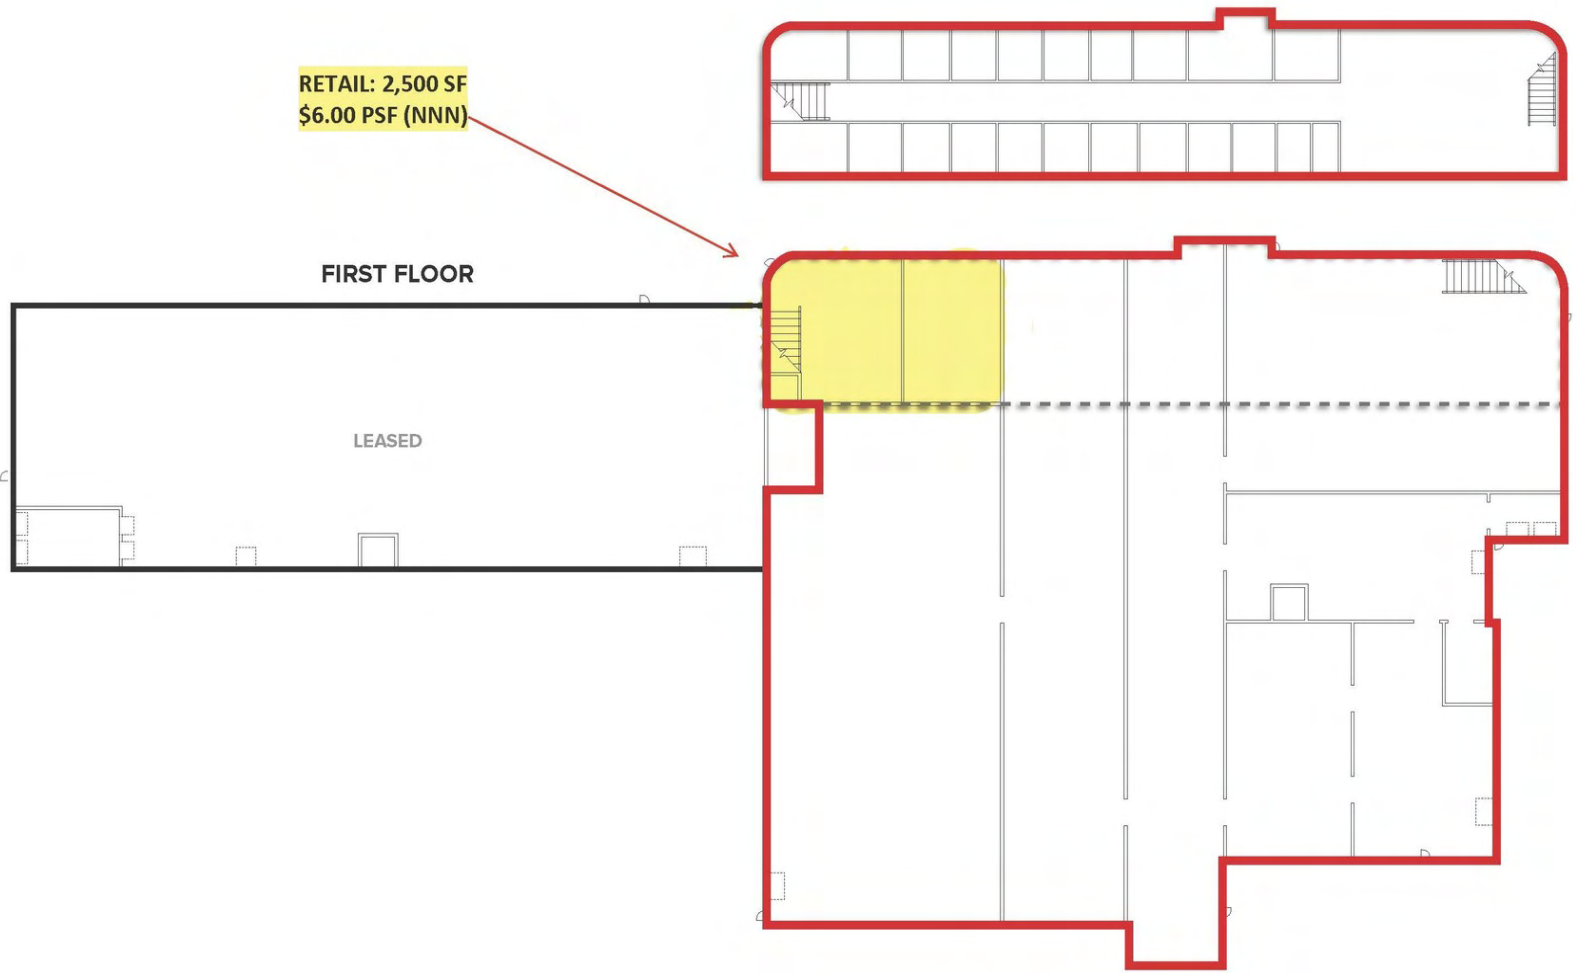 RETAIL: 2,500 SF
$6.00 PSF (NNN)
FIRST FLOOR
LEASED